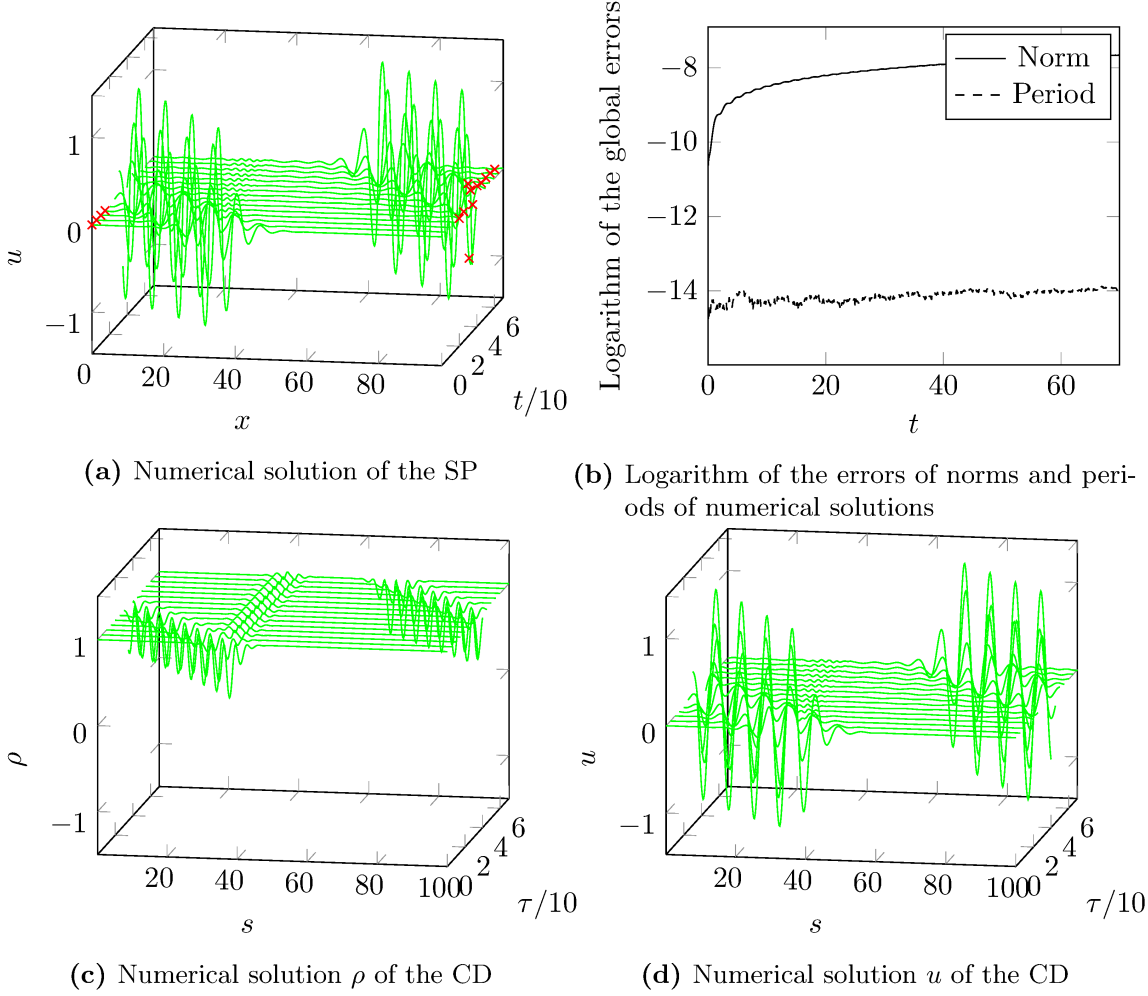 1
0
−1
u
0
20
40
60
80
0
2
4
6
x
t/10
(a) Numerical solution of the SP
Logarithm of the global errors
−8
−10
−12
−14
Norm
Period
0
20
40
60
t
(b) Logarithm of the errors of norms and peri-
ods of numerical solutions
1
0
−1
ρ
20
40
60
80
100
0
2
4
6
s
τ/10
(c) Numerical solution ρ of the CD
1
0
−1
u
20
40
60
80
100
0
2
4
6
s
τ/10
(d) Numerical solution u of the CD